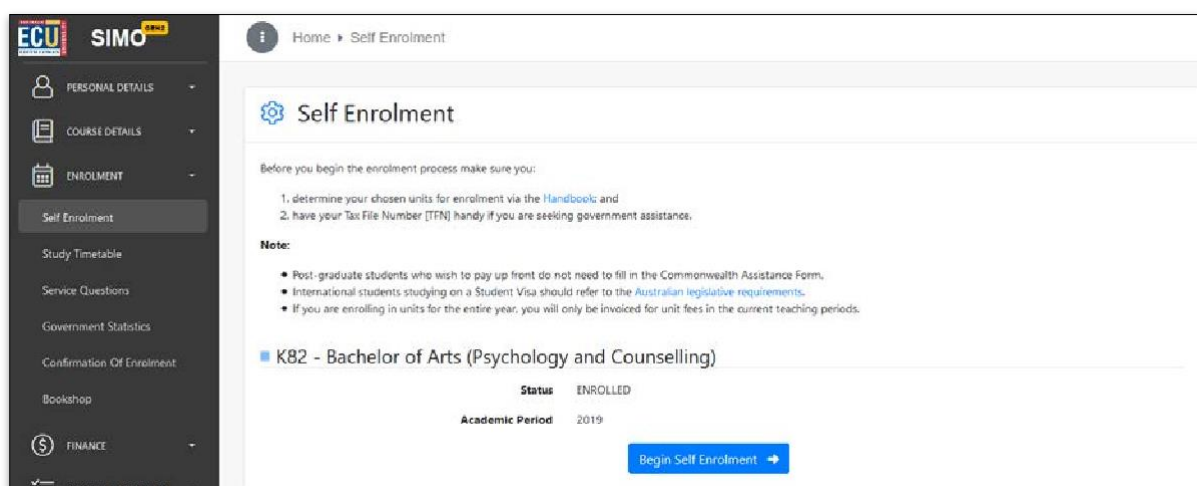 ECU
SIMO
Home ▸ Self Enrolment
PERSONAL DETAILS
COURSE DETAILS
ENROLMENT
Self Enrolment
Study Timetable
Service Questions
Government Statistics
Confirmation Of Enrolment
Bookshop
FINANCE
Self Enrolment
Before you begin the enrolment process make sure you:
1. determine your chosen units for enrolment via the Handbook; and
2. have your Tax File Number [TFN] handy if you are seeking government assistance.
Note:
• Post-graduate students who wish to pay up front do not need to fill in the Commonwealth Assistance Form.
• International students studying on a Student Visa should refer to the Australian legislative requirements.
• If you are enrolling in units for the entire year, you will only be invoiced for unit fees in the current teaching periods.
K82 - Bachelor of Arts (Psychology and Counselling)
Status ENROLLED
Academic Period 2019
Begin Self Enrolment ➔